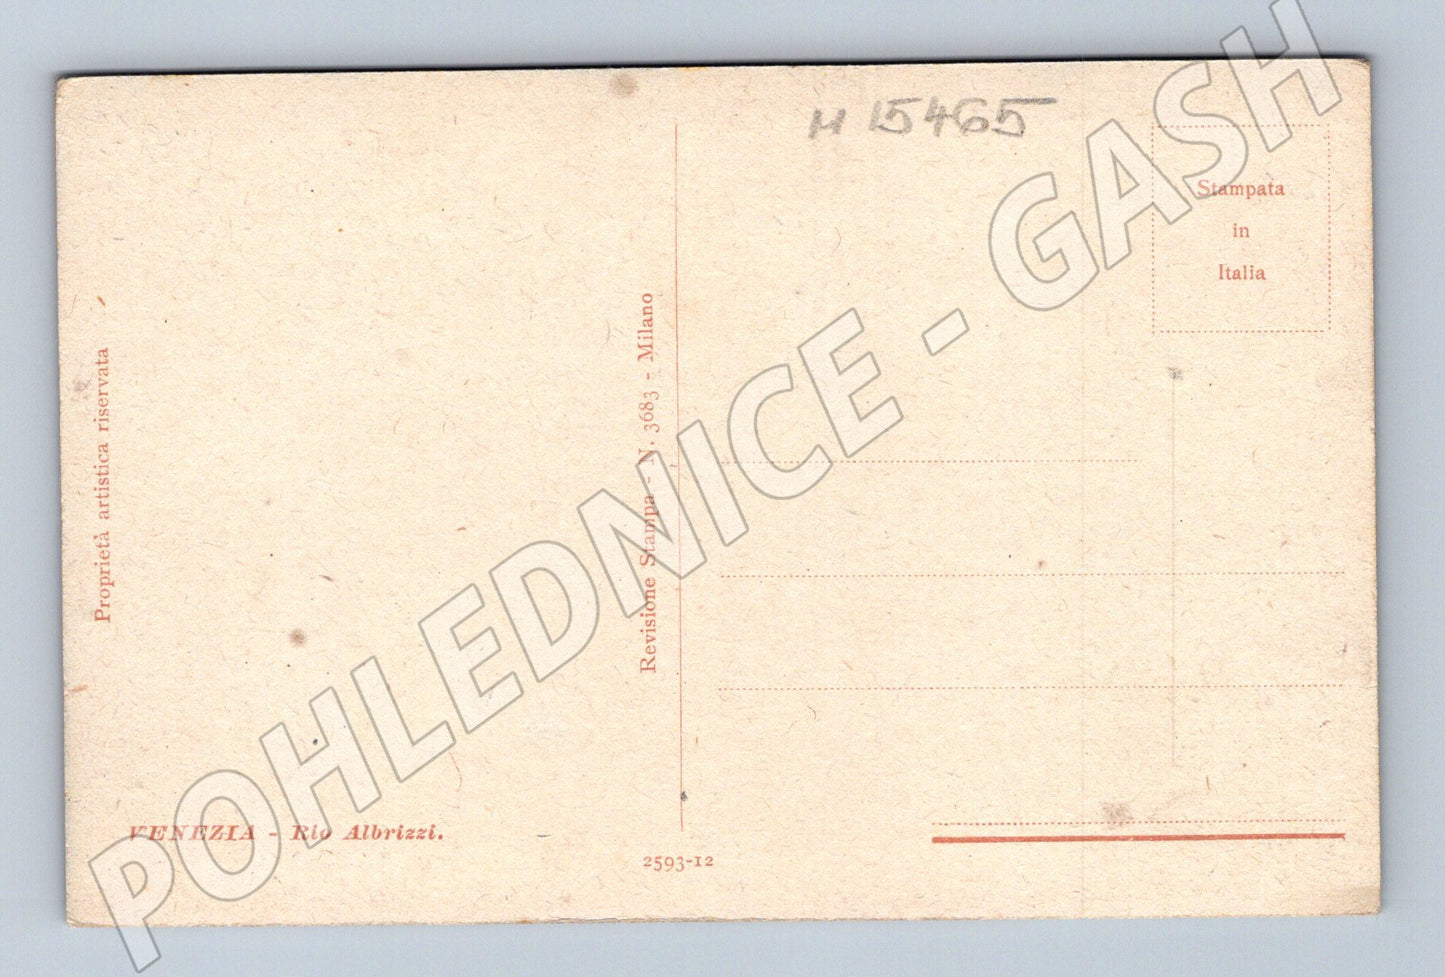 H 15465
Stampata
in
Italia
Proprietà artistica riservata
Revisione Stampa - N. 3683 - Milano
VENEZIA - Rio Albrizzi.
2593-12
POHLEDNICE - GASH